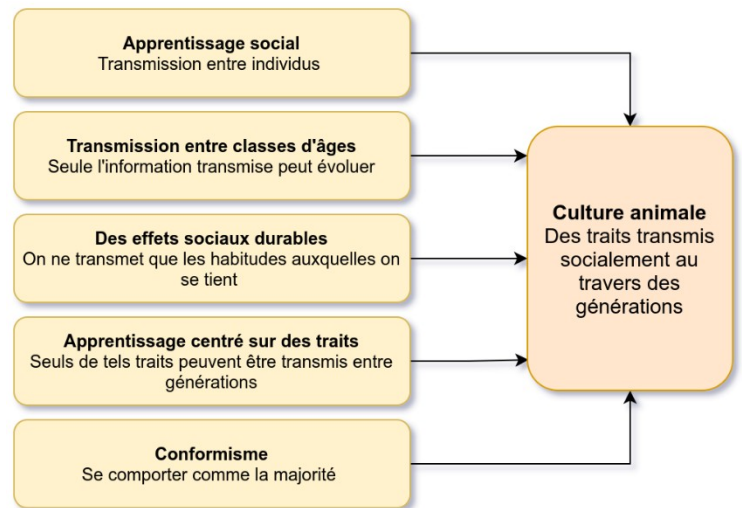 Apprentissage social
Transmission entre individus
Transmission entre classes d'âges
Seule l'information transmise peut évoluer
Des effets sociaux durables
On ne transmet que les habitudes auxquelles on
se tient
Apprentissage centré sur des traits
Seuls de tels traits peuvent être transmis entre
générations
Conformisme
Se comporter comme la majorité
Culture animale
Des traits transmis
socialement au
travers des
générations